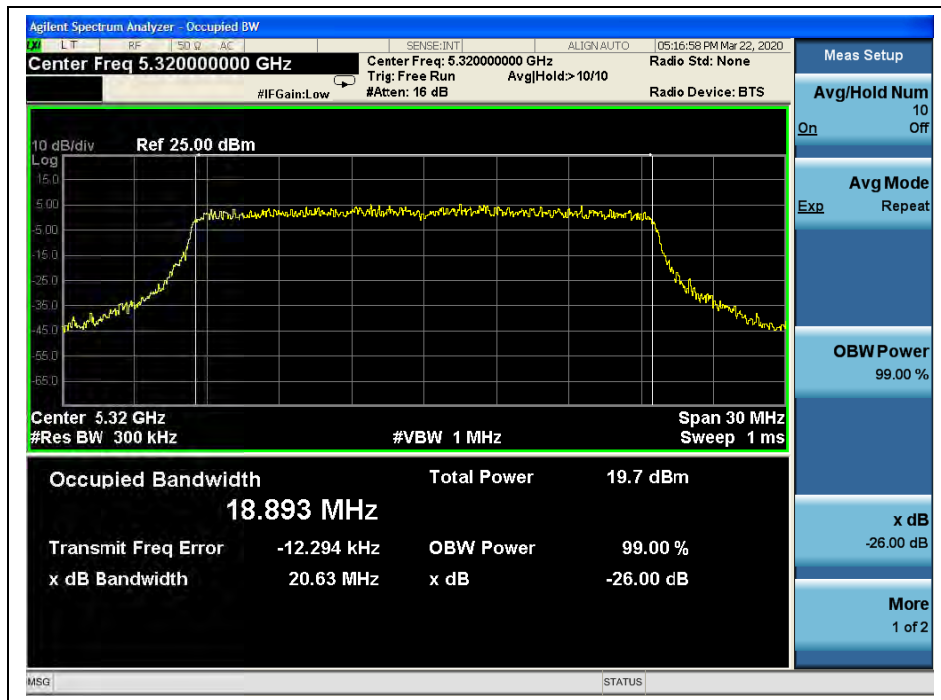 Agilent Spectrum Analyzer - Occupied BW
LXI LT RF 50 Ω AC SENSE:INT ALIGN AUTO 05:16:58 PM Mar 22, 2020
Center Freq 5.320000000 GHz
Center Freq: 5.320000000 GHz Radio Std: None
Trig: Free Run Avg|Hold:> 10/10
#IFGain:Low #Atten: 16 dB Radio Device: BTS
10 dB/div Ref 25.00 dBm
Log
15.0
5.00
-5.00
-15.0
-25.0
-35.0
-45.0
-55.0
-65.0
Center 5.32 GHz Span 30 MHz
#Res BW 300 kHz #VBW 1 MHz Sweep 1 ms
Occupied Bandwidth Total Power 19.7 dBm
18.893 MHz
Transmit Freq Error -12.294 kHz OBW Power 99.00 %
x dB Bandwidth 20.63 MHz x dB -26.00 dB
Meas Setup
Avg/Hold Num
10
On Off
Avg Mode
Exp Repeat
OBW Power
99.00 %
x dB
-26.00 dB
More
1 of 2
MSG STATUS